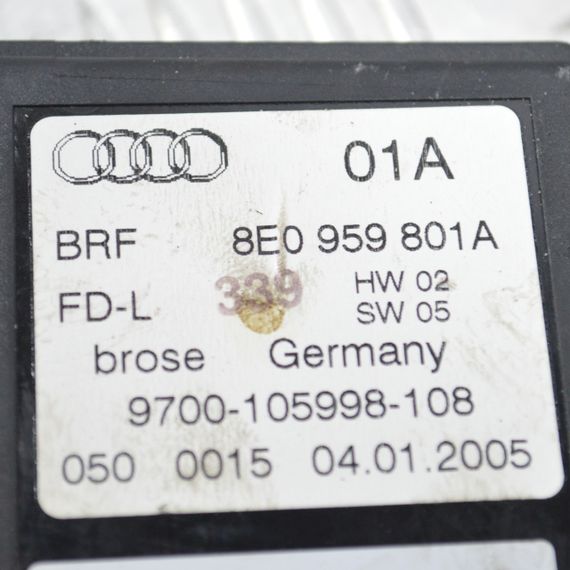 01A
BRF 8E0 959 801A
FD-L 339 HW 02
SW 05
brose Germany
9700-105998-108
050 0015 04.01.2005